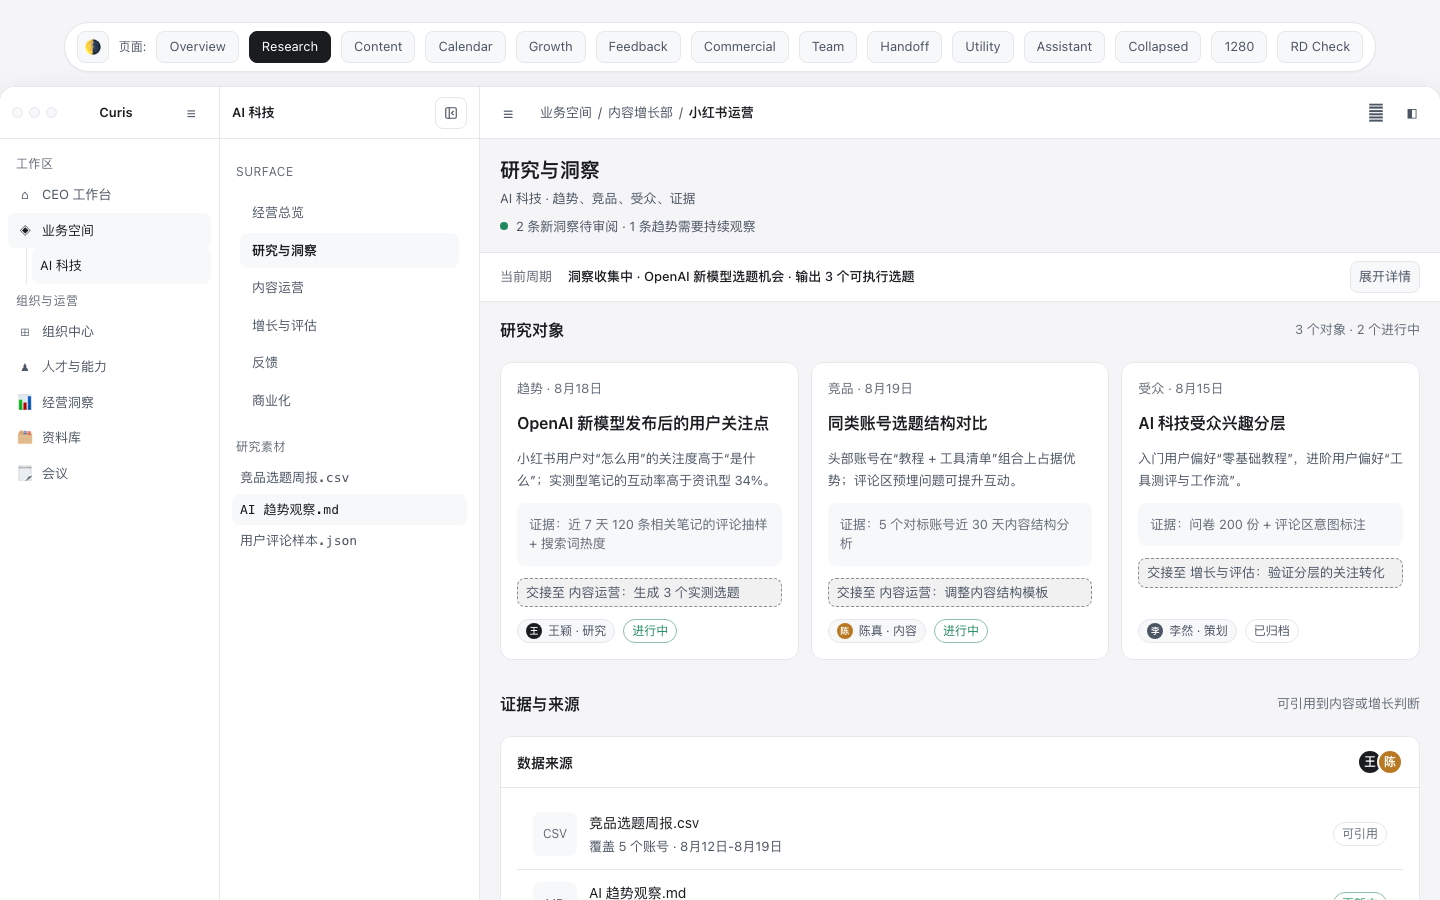 页面:
Overview
Research
Content
Calendar
Growth
Feedback
Commercial
Team
Handoff
Utility
Assistant
Collapsed
1280
RD Check
Curis
工作区
CEO 工作台
业务空间
AI 科技
组织与运营
组织中心
人才与能力
经营洞察
资料库
会议
AI 科技
SURFACE
经营总览
研究与洞察
内容运营
增长与评估
反馈
商业化
研究素材
竞品选题周报.csv
AI 趋势观察.md
用户评论样本.json
业务空间 / 内容增长部 / 小红书运营
研究与洞察
AI 科技 · 趋势、竞品、受众、证据
2 条新洞察待审阅 · 1 条趋势需要持续观察
当前周期 洞察收集中 · OpenAI 新模型选题机会 · 输出 3 个可执行选题
展开详情
研究对象
3 个对象 · 2 个进行中
趋势 · 8月18日
OpenAI 新模型发布后的用户关注点
小红书用户对“怎么用”的关注度高于“是什
么”；实测型笔记的互动率高于资讯型 34%。
证据：近 7 天 120 条相关笔记的评论抽样
+ 搜索词热度
交接至 内容运营：生成 3 个实测选题
王 王颖 · 研究
进行中
竞品 · 8月19日
同类账号选题结构对比
头部账号在“教程 + 工具清单”组合上占据优
势；评论区预埋问题可提升互动。
证据：5 个对标账号近 30 天内容结构分
析
交接至 内容运营：调整内容结构模板
陈 陈真 · 内容
进行中
受众 · 8月15日
AI 科技受众兴趣分层
入门用户偏好“零基础教程”，进阶用户偏好“工
具测评与工作流”。
证据：问卷 200 份 + 评论区意图标注
交接至 增长与评估：验证分层的关注转化
李 李然 · 策划
已归档
证据与来源
可引用到内容或增长判断
数据来源
王 陈
CSV
竞品选题周报.csv
覆盖 5 个账号 · 8月12日-8月19日
可引用
AI 趋势观察.md